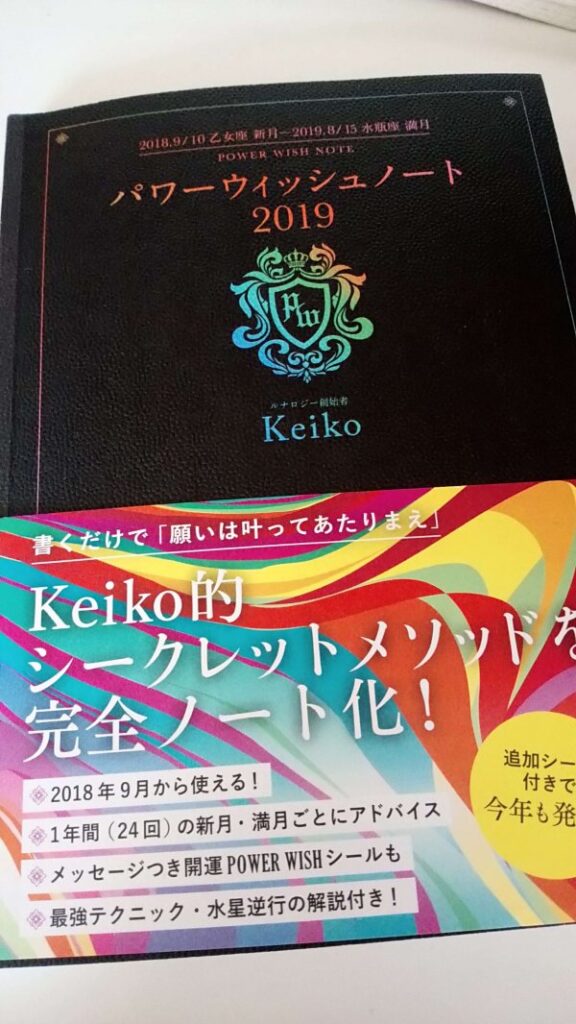 2018.9/10 乙女座 新月−2019.8/15 水瓶座 満月
POWER WISH NOTE
パワーウィッシュノート
2019
PW
ルナロジー創始者
Keiko
書くだけで「願いは叶ってあたりまえ」
Keiko的
シークレットメソッドを
完全ノート化!
2018年9月から使える!
1年間(24回)の新月・満月ごとにアドバイス
メッセージつき開運POWER WISHシールも
最強テクニック・水星逆行の解説付き!
追加シー
付きで
今年も発